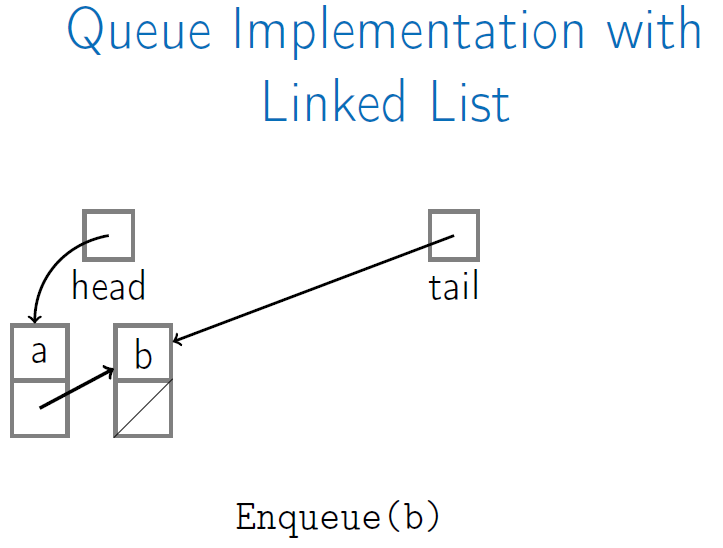 Queue Implementation with
Linked List
head
tail
a
b
Enqueue(b)